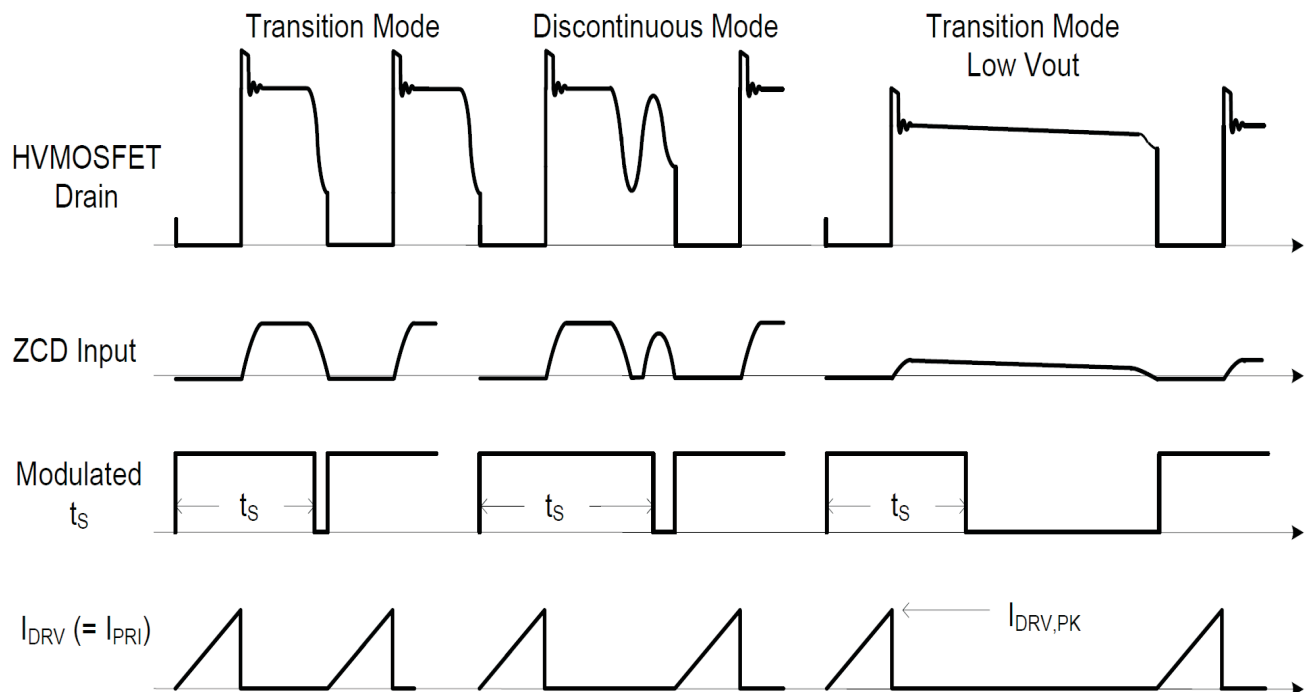 Transition Mode
Discontinuous Mode
Transition Mode
Low Vout
HVMOSFET
Drain
ZCD Input
Modulated
tS
tS
tS
tS
IDRV (= IPRI)
IDRV,PK